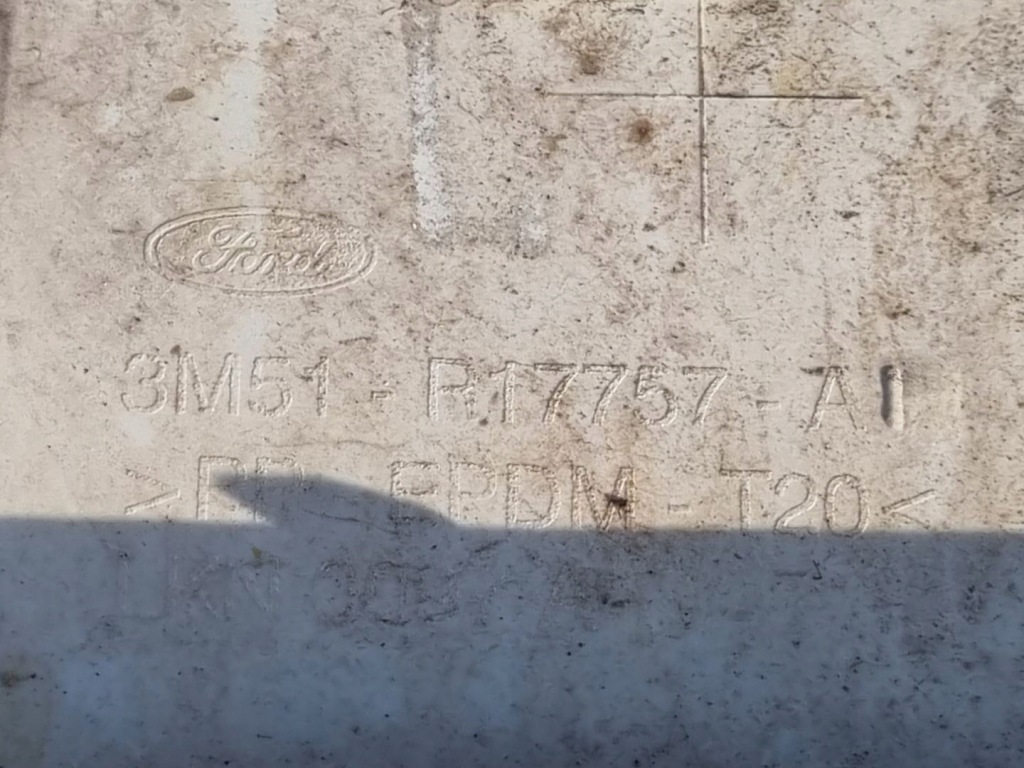 Ford
3M51 - R17757 - A
>PP - EPDM - T20<